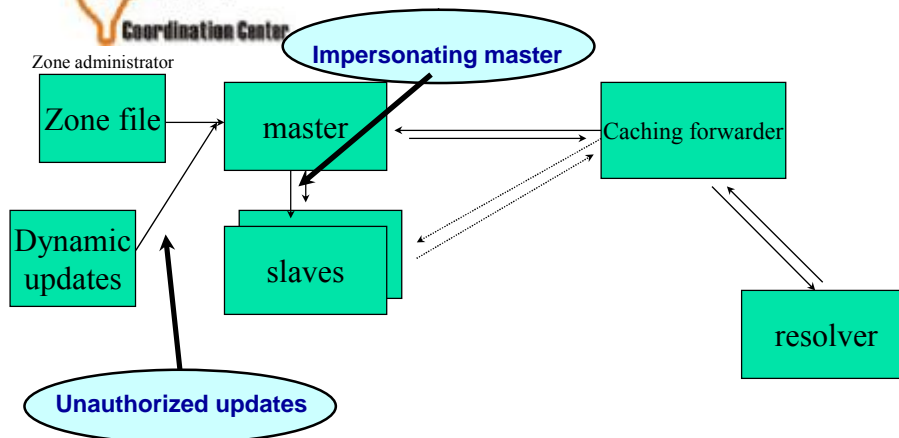 Coordination Center
Impersonating master
Zone administrator
Zone file
master
Caching forwarder
Dynamic
updates
slaves
resolver
Unauthorized updates